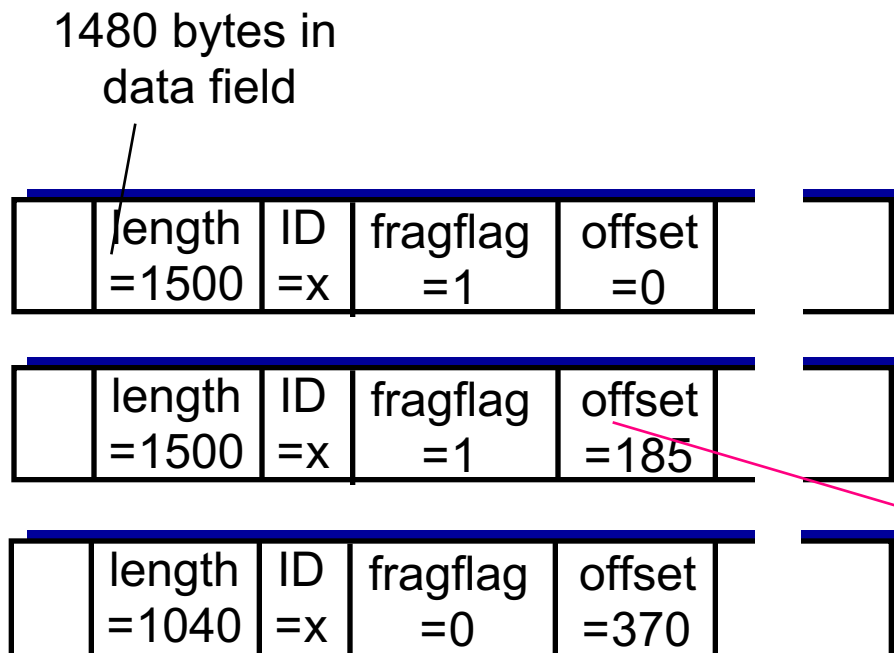 1480 bytes in
data field
length ID fragflag offset
=1500 =x =1 =0
length ID fragflag offset
=1500 =x =1 =185
length ID fragflag offset
=1040 =x =0 =370